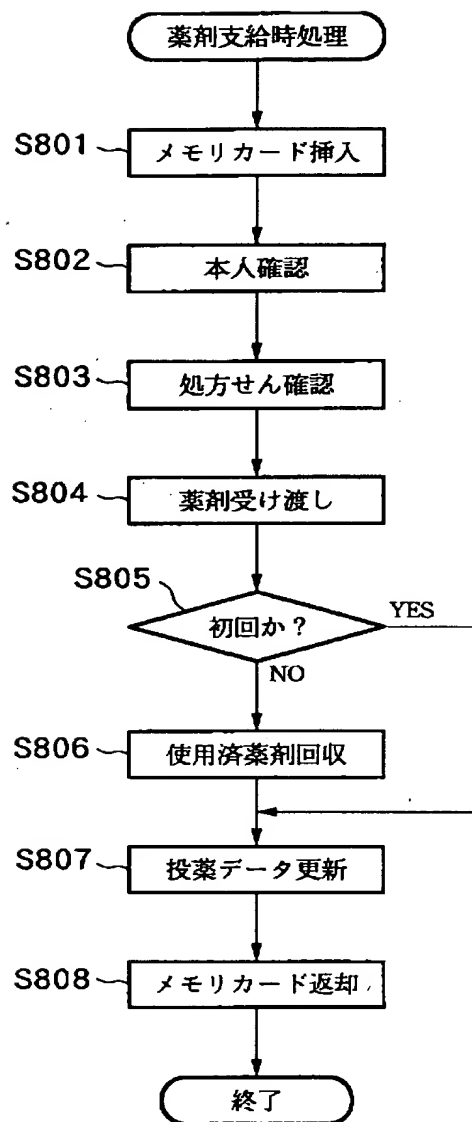 薬剤支給時処理
S801 メモリカード挿入
S802 本人確認
S803 処方せん確認
S804 薬剤受け渡し
S805 初回か？ YES
NO
S806 使用済薬剤回収
S807 投薬データ更新
S808 メモリカード返却
終了